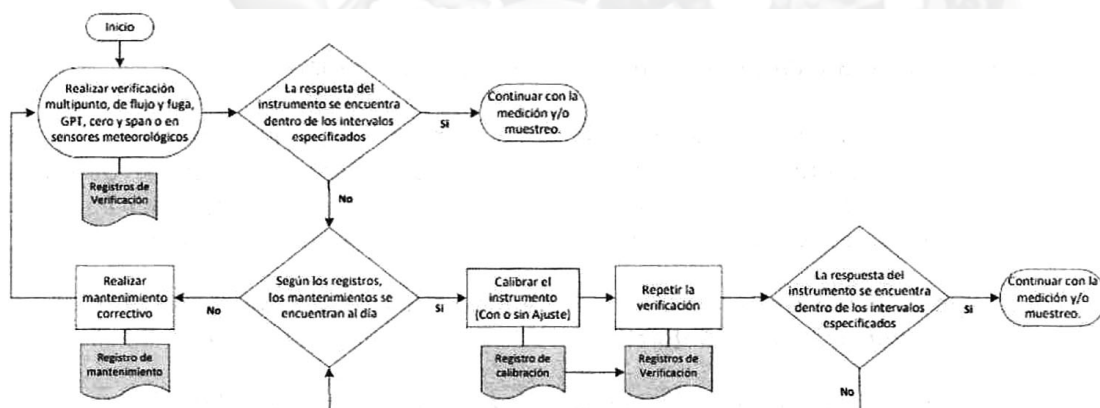 Inicio
Realizar verificación
multipunto, de flujo y fuga,
GPT, cero y span o en
sensores meteorológicos
Registros de
Verificación
La respuesta del
instrumento se encuentra
dentro de los intervalos
especificados
Si
Continuar con la
medición y/o
muestreo.
No
Realizar
mantenimiento
correctivo
Registro de
mantenimiento
No
Según los registros,
los mantenimientos se
encuentran al día
Si
Calibrar el
instrumento
(Con o sin Ajuste)
Registro de
calibración
Repetir la
verificación
Registros de
Verificación
La respuesta del
instrumento se encuentra
dentro de los intervalos
especificados
Si
Continuar con la
medición y/o
muestreo.
No